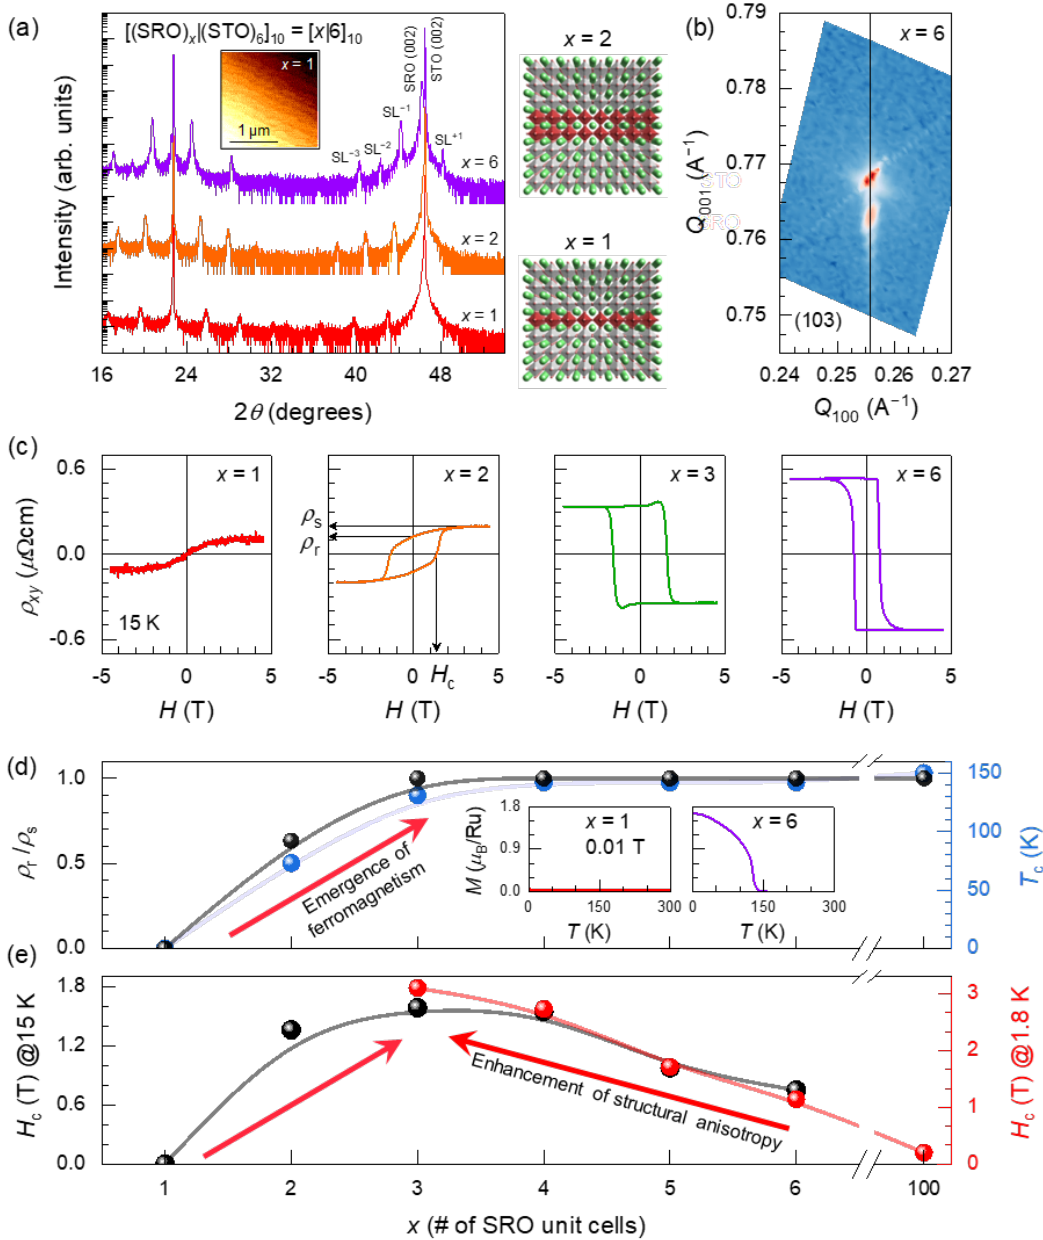 (a)
[(SRO)x|(STO)6]10 = [x|6]10
x = 1
1 μm
SL⁻³
SL⁻²
SL⁻¹
SRO (002)
STO (002)
SL⁺¹
x = 6
x = 2
x = 1
Intensity (arb. units)
16
24
32
40
48
2θ (degrees)
x = 2
x = 1
(b)
x = 6
0.79
0.78
0.77
0.76
0.75
Q001 (A⁻¹)
STO
SRO
(103)
0.24
0.25
0.26
0.27
Q100 (A⁻¹)
(c)
0.6
0.0
-0.6
ρxy (μΩcm)
x = 1
15 K
-5
0
5
H (T)
x = 2
ρs
ρr
-5
0
5
Hc
H (T)
x = 3
-5
0
5
H (T)
x = 6
-5
0
5
H (T)
(d)
1.0
0.5
0.0
ρr /ρs
Emergence of
ferromagnetism
M (μB/Ru)
1.8
0.9
0.0
x = 1
0.01 T
0
150
300
T (K)
x = 6
0
150
300
T (K)
150
100
50
0
Tc (K)
(e)
1.8
1.2
0.6
0.0
Hc (T) @15 K
Enhancement of structural anisotropy
3
2
1
0
Hc (T) @1.8 K
1
2
3
4
5
6
100
x (# of SRO unit cells)